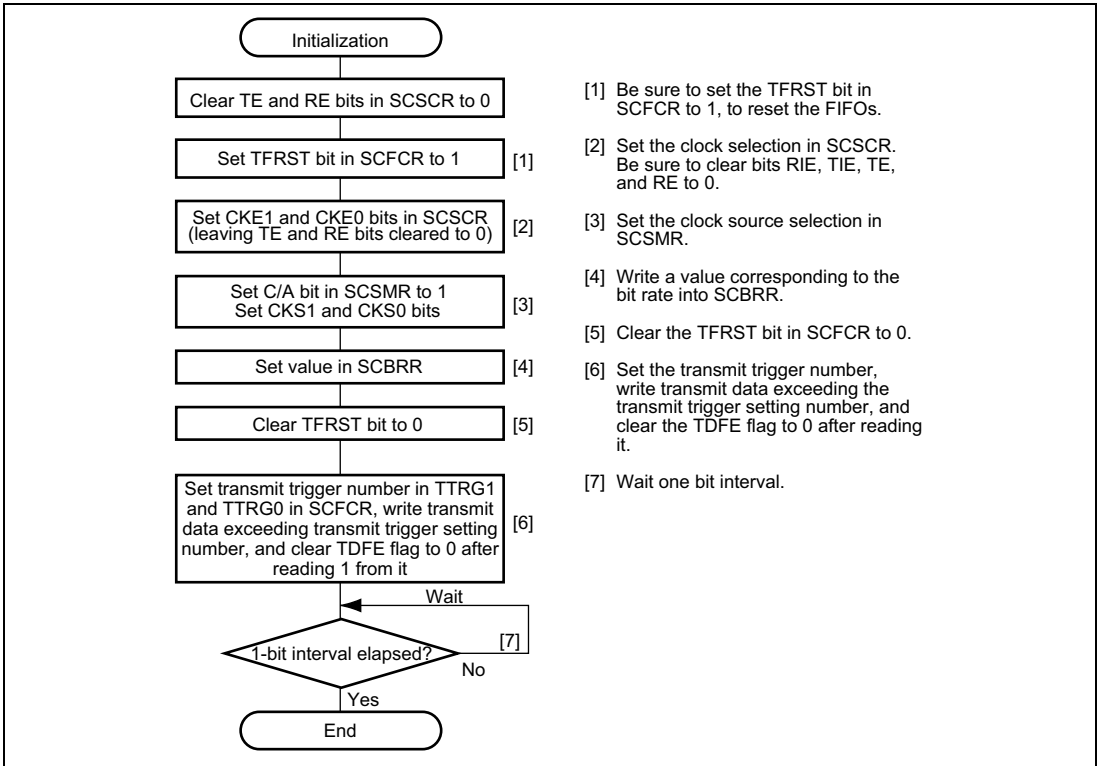 Initialization
Clear TE and RE bits in SCSCR to 0
Set TFRST bit in SCFCR to 1
[1]
Set CKE1 and CKE0 bits in SCSCR
(leaving TE and RE bits cleared to 0)
[2]
Set C/A bit in SCSMR to 1
Set CKS1 and CKS0 bits
[3]
Set value in SCBRR
[4]
Clear TFRST bit to 0
[5]
Set transmit trigger number in TTRG1
and TTRG0 in SCFCR, write transmit
data exceeding transmit trigger setting
number, and clear TDFE flag to 0 after
reading 1 from it
[6]
Wait
1-bit interval elapsed?
[7]
No
Yes
End
[1] Be sure to set the TFRST bit in
SCFCR to 1, to reset the FIFOs.
[2] Set the clock selection in SCSCR.
Be sure to clear bits RIE, TIE, TE,
and RE to 0.
[3] Set the clock source selection in
SCSMR.
[4] Write a value corresponding to the
bit rate into SCBRR.
[5] Clear the TFRST bit in SCFCR to 0.
[6] Set the transmit trigger number,
write transmit data exceeding the
transmit trigger setting number, and
clear the TDFE flag to 0 after reading
it.
[7] Wait one bit interval.